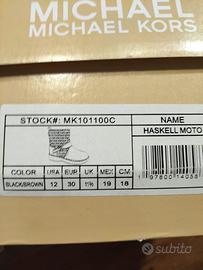 MICHAEL
MICHAEL KORS
STOCK#: MK101100C
NAME
HASKELL MOTO
COLOR USA EUR UK MEX CM
BLACK/BROWN 12 30 11½ 19 18
subito